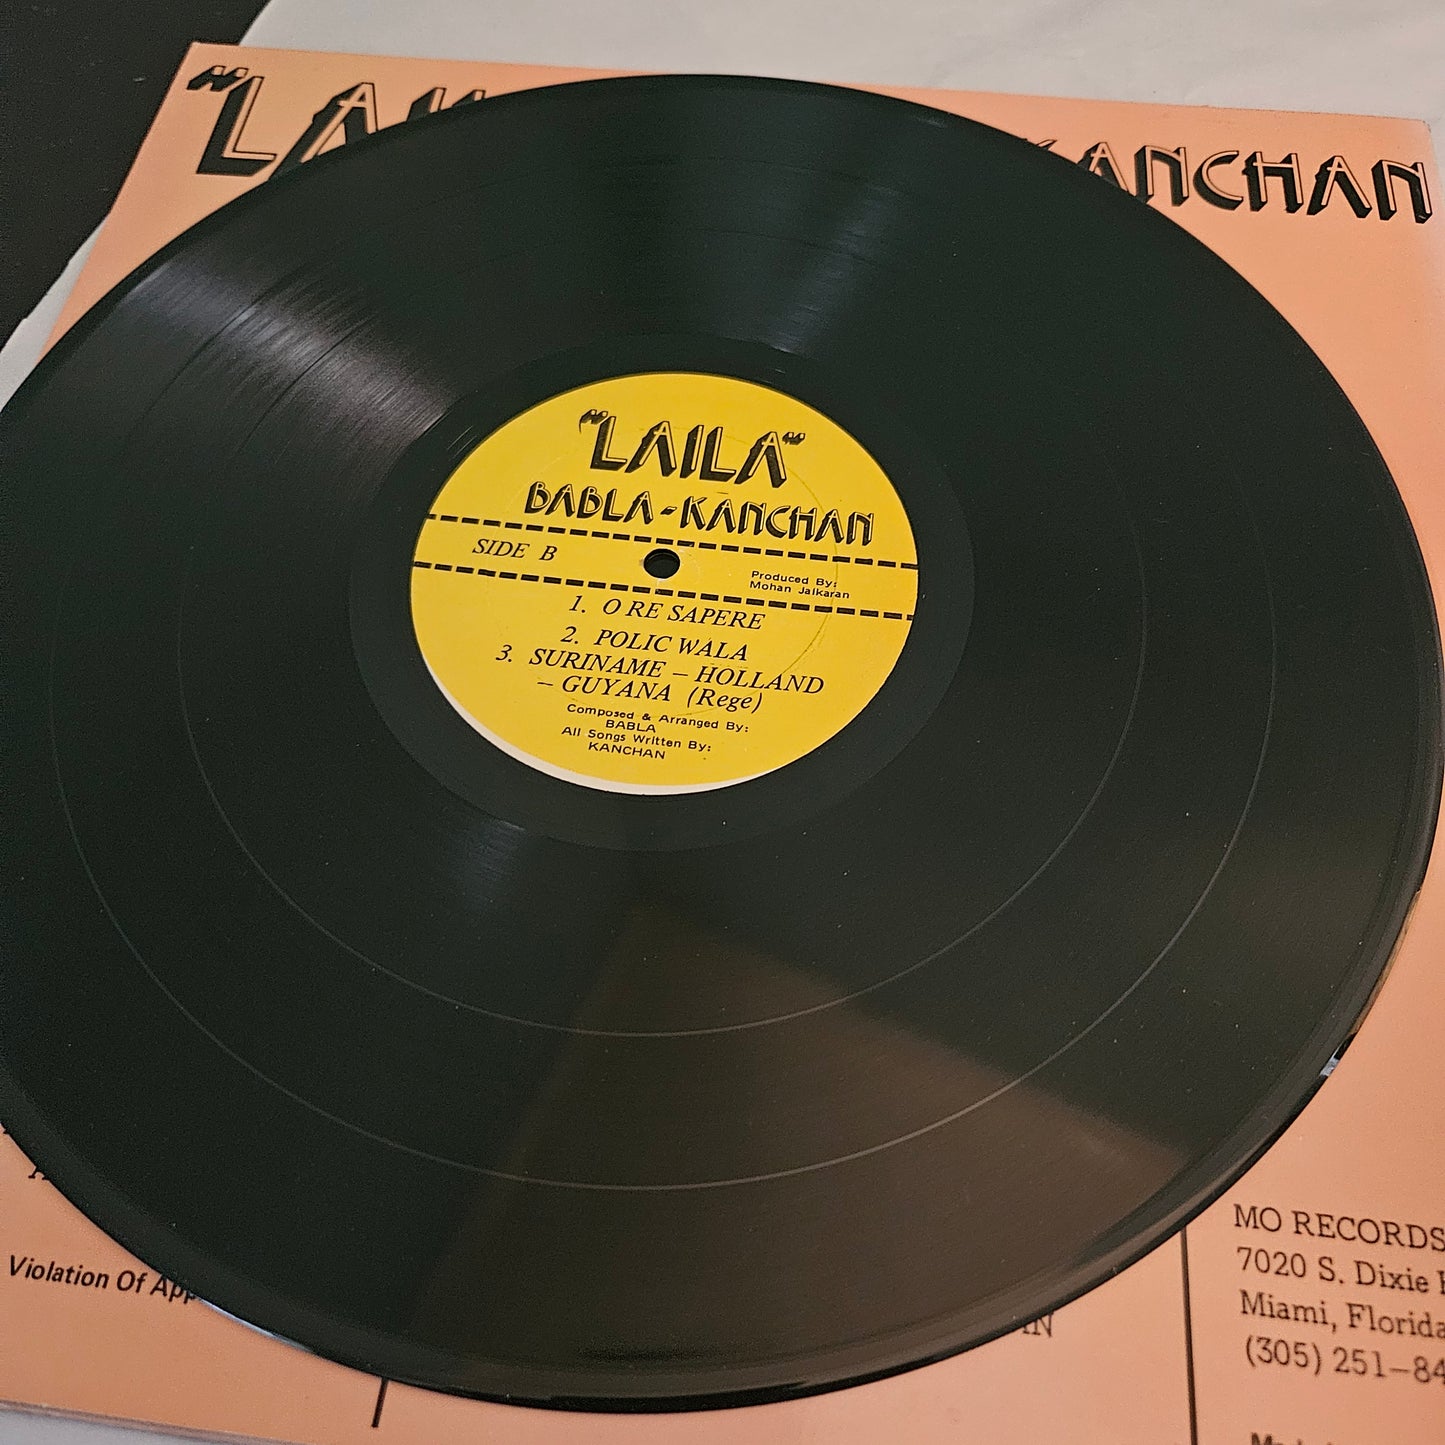 "LAI
KANCHAN
"LAILA"
BABLA-KANCHAN
SIDE B
Produced By:
Mohan Jaikaran
1. O RE SAPERE
2. POLIC WALA
3. SURINAME – HOLLAND
– GUYANA (Rege)
Composed & Arranged By:
BABLA
All Songs Written By:
KANCHAN
Violation Of App
MO RECORDS
7020 S. Dixie
Miami, Florida
(305) 251–84